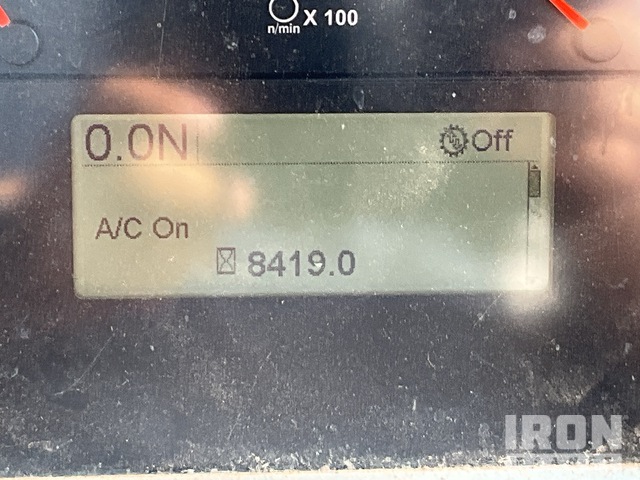 n/min X 100
0.0N Off
A/C On
8419.0
IRON